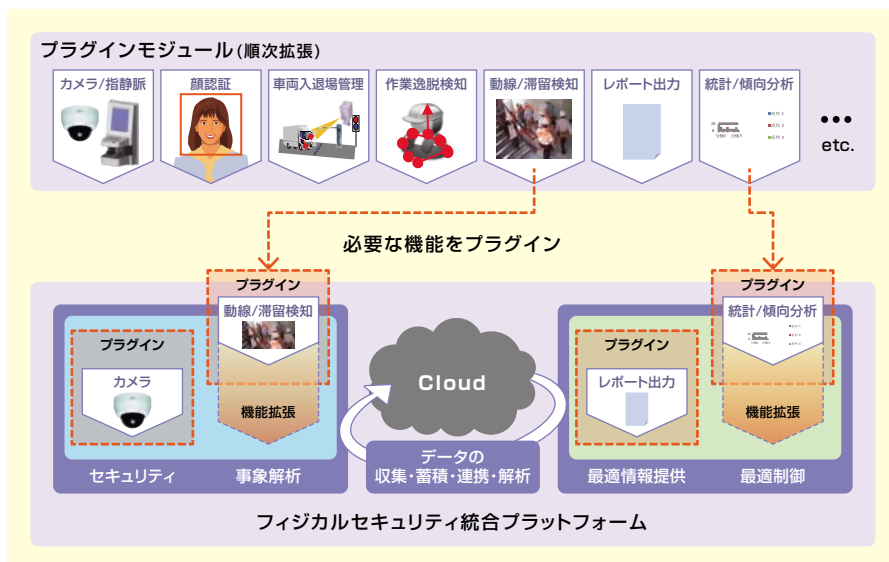 プラグインモジュール(順次拡張)
カメラ/指静脈
顔認証
車両入退場管理
作業逸脱検知
動線/滞留検知
レポート出力
統計/傾向分析
•••
etc.
必要な機能をプラグイン
プラグイン
動線/滞留検知
プラグイン
カメラ
機能拡張
セキュリティ
事象解析
Cloud
データの
収集・蓄積・連携・解析
プラグイン
統計/傾向分析
プラグイン
レポート出力
機能拡張
最適情報提供
最適制御
フィジカルセキュリティ統合プラットフォーム